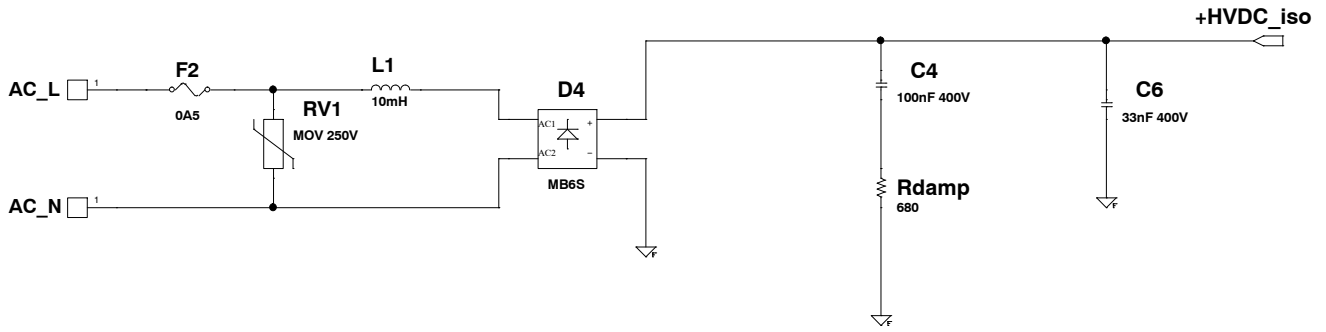 +HVDC_iso
AC_L
1
F2
0A5
L1
10mH
RV1
MOV 250V
D4
AC1
+
AC2
−
MB6S
C4
100nF 400V
C6
33nF 400V
AC_N
1
Rdamp
680
F
F
F